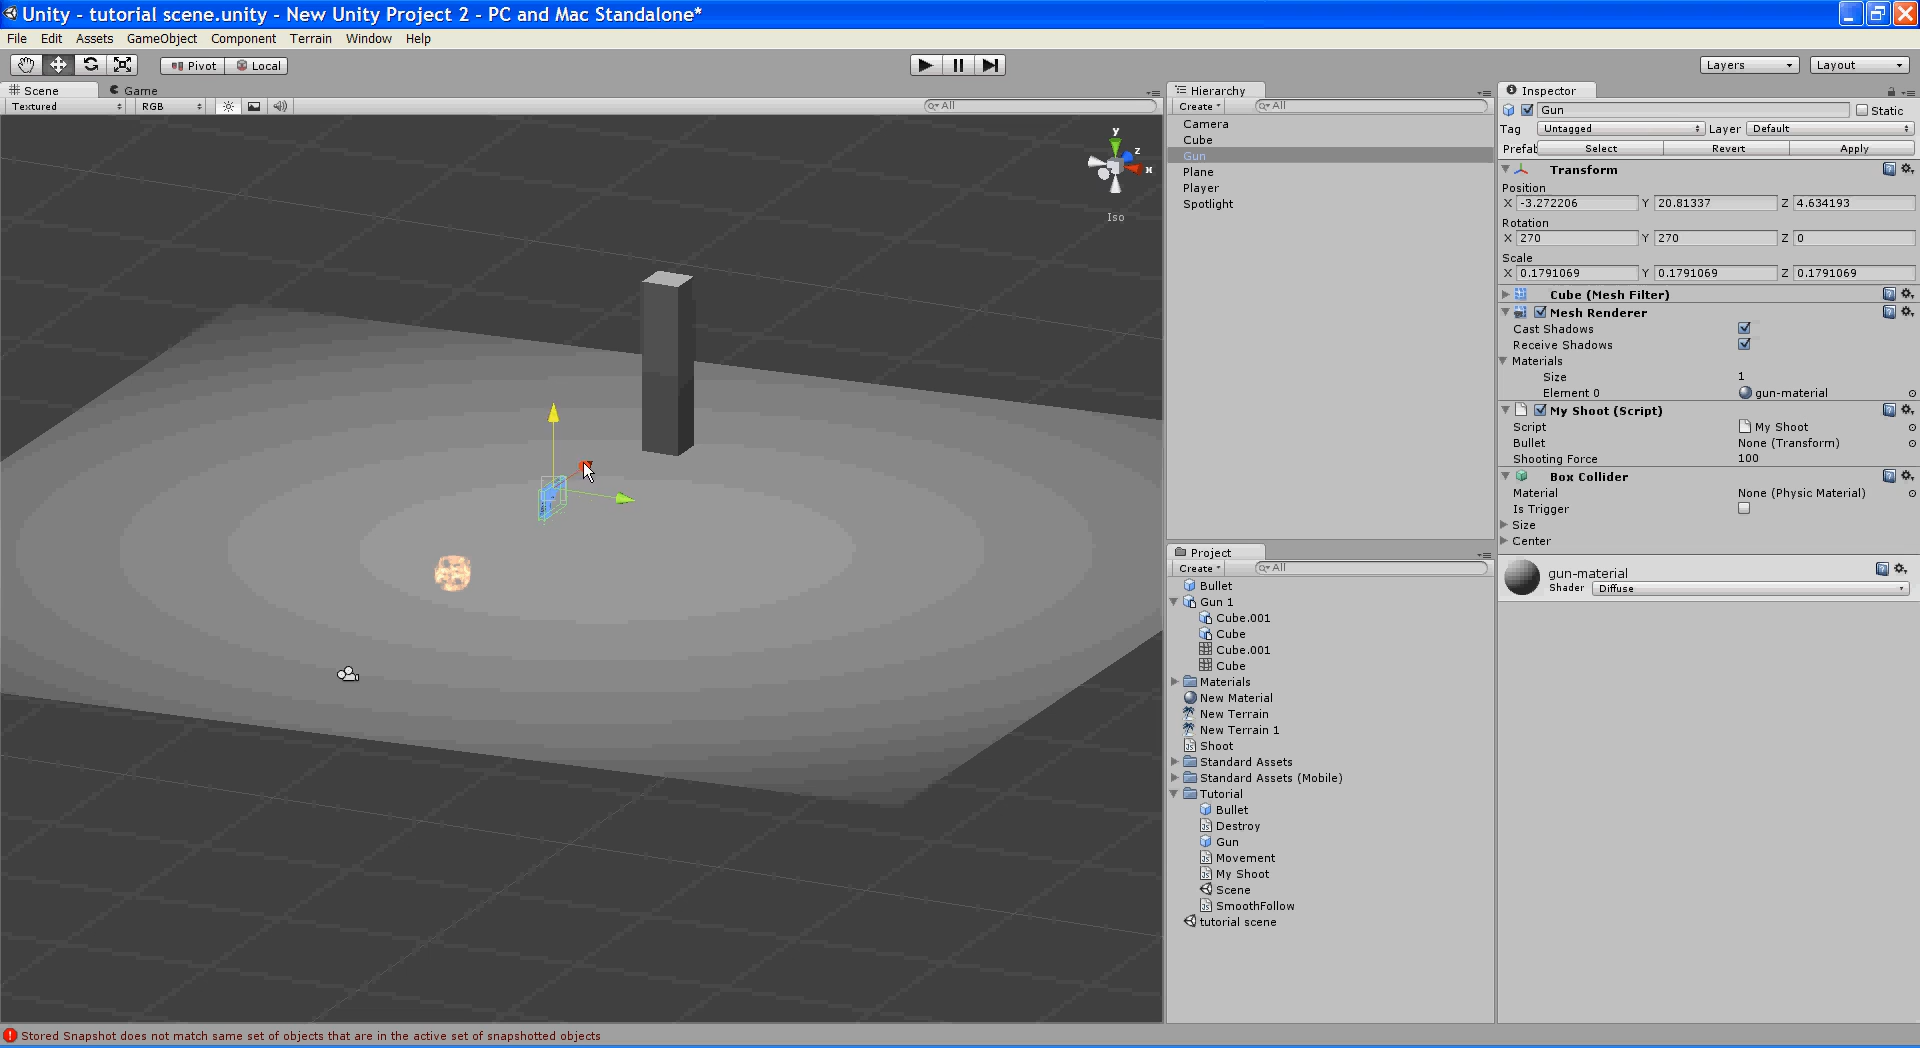 Unity - tutorial scene.unity - New Unity Project 2 - PC and Mac Standalone*
File Edit Assets GameObject Component Terrain Window Help
Pivot Local Layers Layout
Scene Game
Textured RGB All
y
z
x
Iso
Hierarchy
Create All
Camera
Cube
Gun
Plane
Player
Spotlight
Project
Create All
Bullet
Gun 1
Cube.001
Cube
Cube.001
Cube
Materials
New Material
New Terrain
New Terrain 1
Shoot
Standard Assets
Standard Assets (Mobile)
Tutorial
Bullet
Destroy
Gun
Movement
My Shoot
Scene
SmoothFollow
tutorial scene
Inspector
Gun Static
Tag Untagged Layer Default
Prefab Select Revert Apply
Transform
Position
X -3.272206 Y 20.81337 Z 4.634193
Rotation
X 270 Y 270 Z 0
Scale
X 0.1791069 Y 0.1791069 Z 0.1791069
Cube (Mesh Filter)
Mesh Renderer
Cast Shadows
Receive Shadows
Materials
Size 1
Element 0 gun-material
My Shoot (Script)
Script My Shoot
Bullet None (Transform)
Shooting Force 100
Box Collider
Material None (Physic Material)
Is Trigger
Size
Center
gun-material
Shader Diffuse
Stored Snapshot does not match same set of objects that are in the active set of snapshotted objects